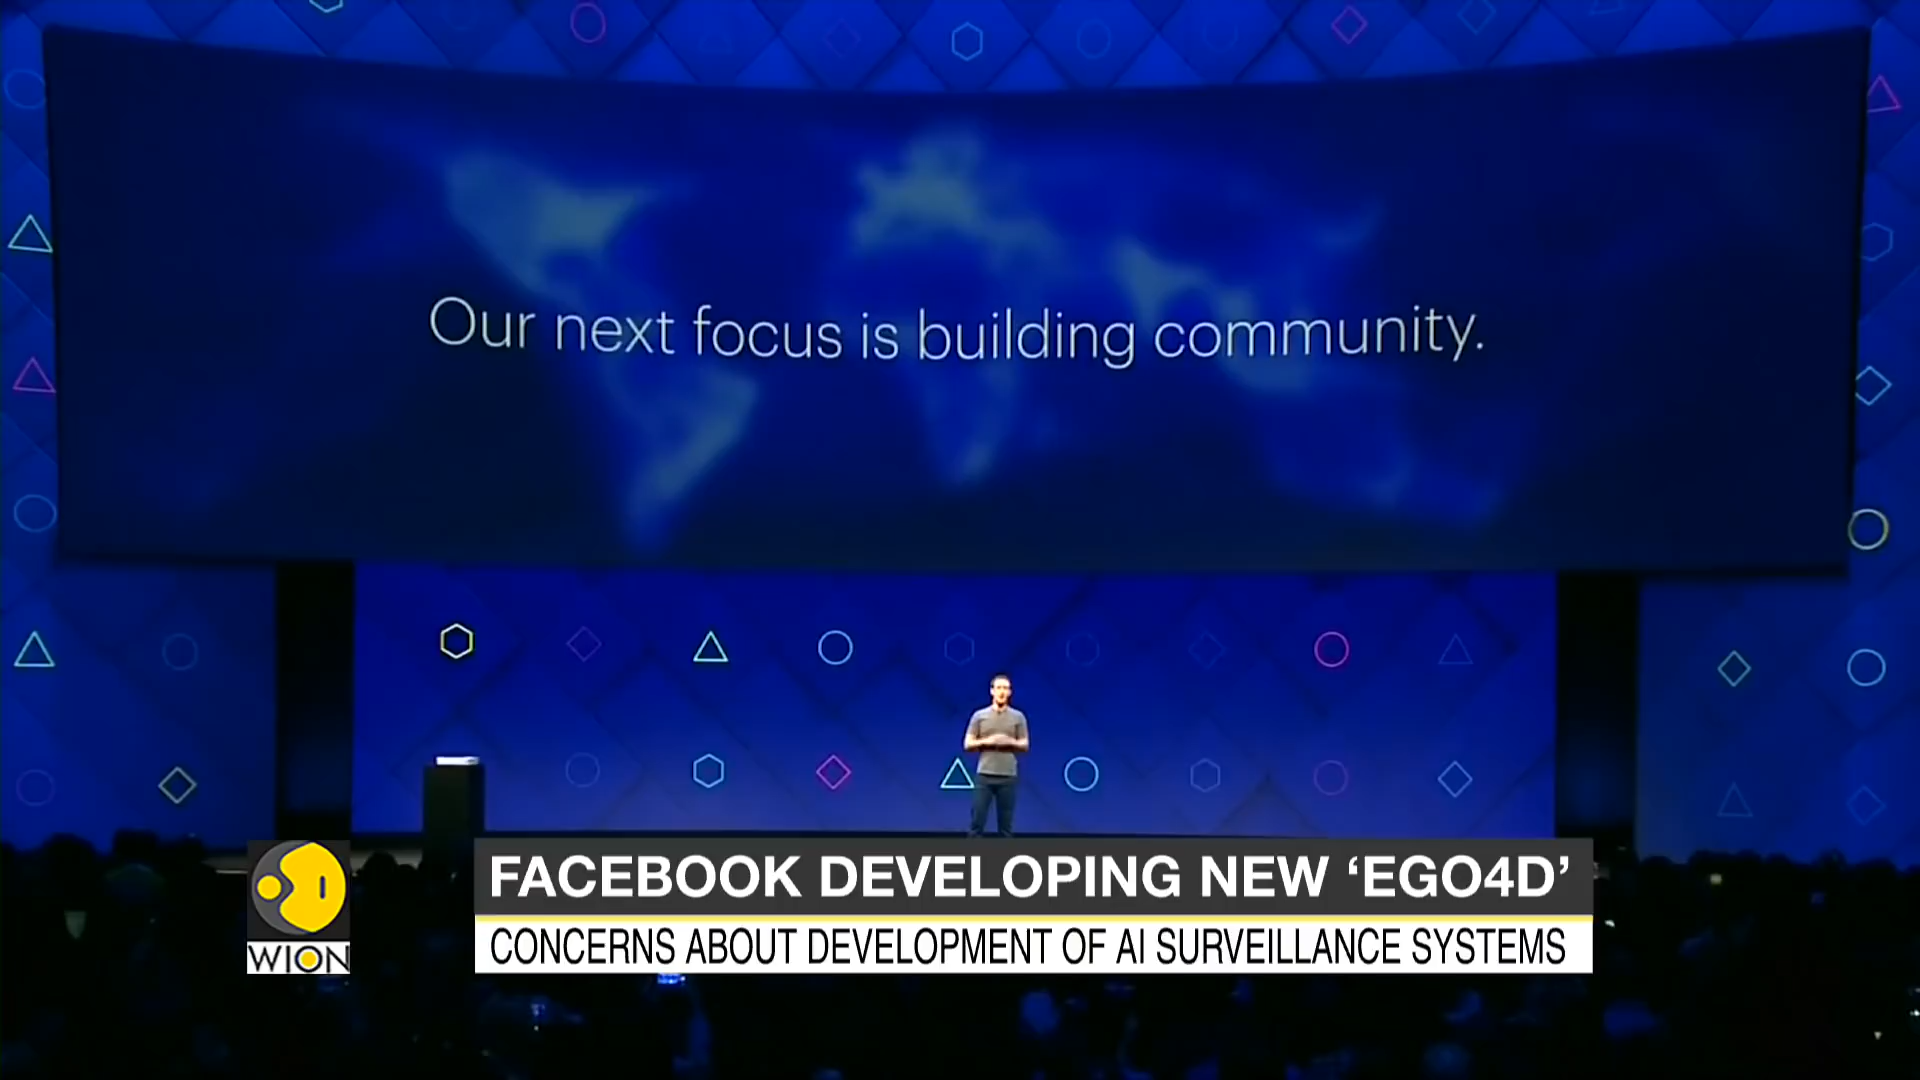 Our next focus is building community.
FACEBOOK DEVELOPING NEW ‘EGO4D’
CONCERNS ABOUT DEVELOPMENT OF AI SURVEILLANCE SYSTEMS
WION